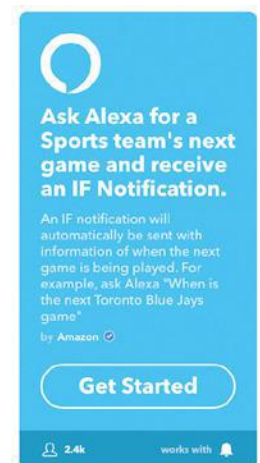 Ask Alexa for a
Sports team's next
game and receive
an IF Notification.
An IF notification will
automatically be sent with
information of when the next
game is being played. For
example, ask Alexa "When is
the next Toronto Blue Jays
game"
by Amazon
Get Started
2.4k
works with